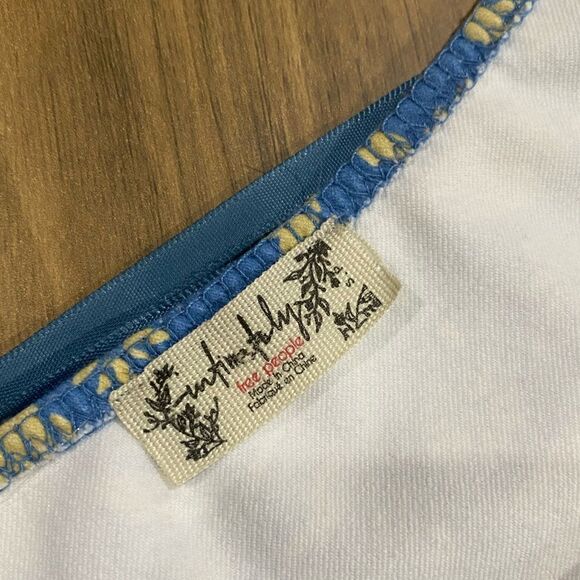 intimately
free people
Made in China
Fabriqué en Chine